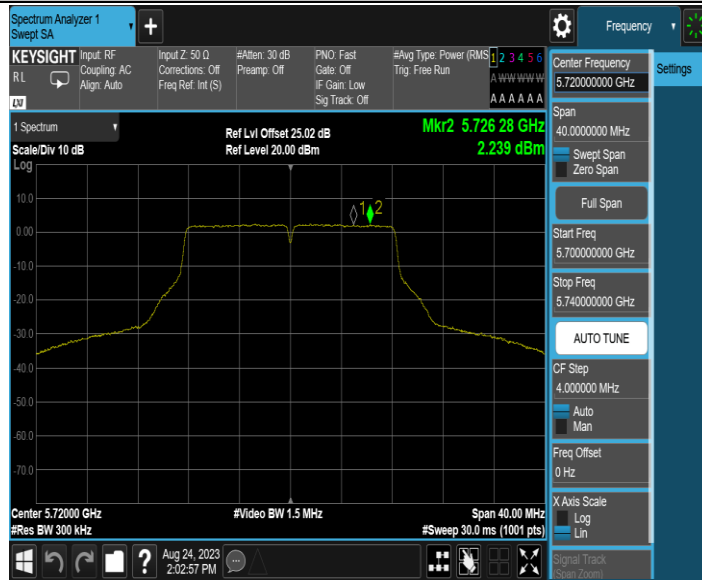 Spectrum Analyzer 1
Swept SA
Frequency
KEYSIGHT
RL
LXI
Input: RF
Coupling: AC
Align: Auto
Input Z: 50 Ω
Corrections: Off
Freq Ref: Int (S)
#Atten: 30 dB
Preamp: Off
PNO: Fast
Gate: Off
IF Gain: Low
Sig Track: Off
#Avg Type: Power (RMS
Trig: Free Run
1 2 3 4 5 6
A W W W W W
A A A A A A
1 Spectrum
Scale/Div 10 dB
Log
Ref Lvl Offset 25.02 dB
Ref Level 20.00 dBm
Mkr2 5.726 28 GHz
2.239 dBm
1 2
10.0
0.00
-10.0
-20.0
-30.0
-40.0
-50.0
-60.0
-70.0
Center 5.72000 GHz
#Res BW 300 kHz
#Video BW 1.5 MHz
Span 40.00 MHz
#Sweep 30.0 ms (1001 pts)
Aug 24, 2023
2:02:57 PM
Center Frequency
5.720000000 GHz
Settings
Span
40.0000000 MHz
Swept Span
Zero Span
Full Span
Start Freq
5.700000000 GHz
Stop Freq
5.740000000 GHz
AUTO TUNE
CF Step
4.000000 MHz
Auto
Man
Freq Offset
0 Hz
X Axis Scale
Log
Lin
Signal Track
(Span Zoom)